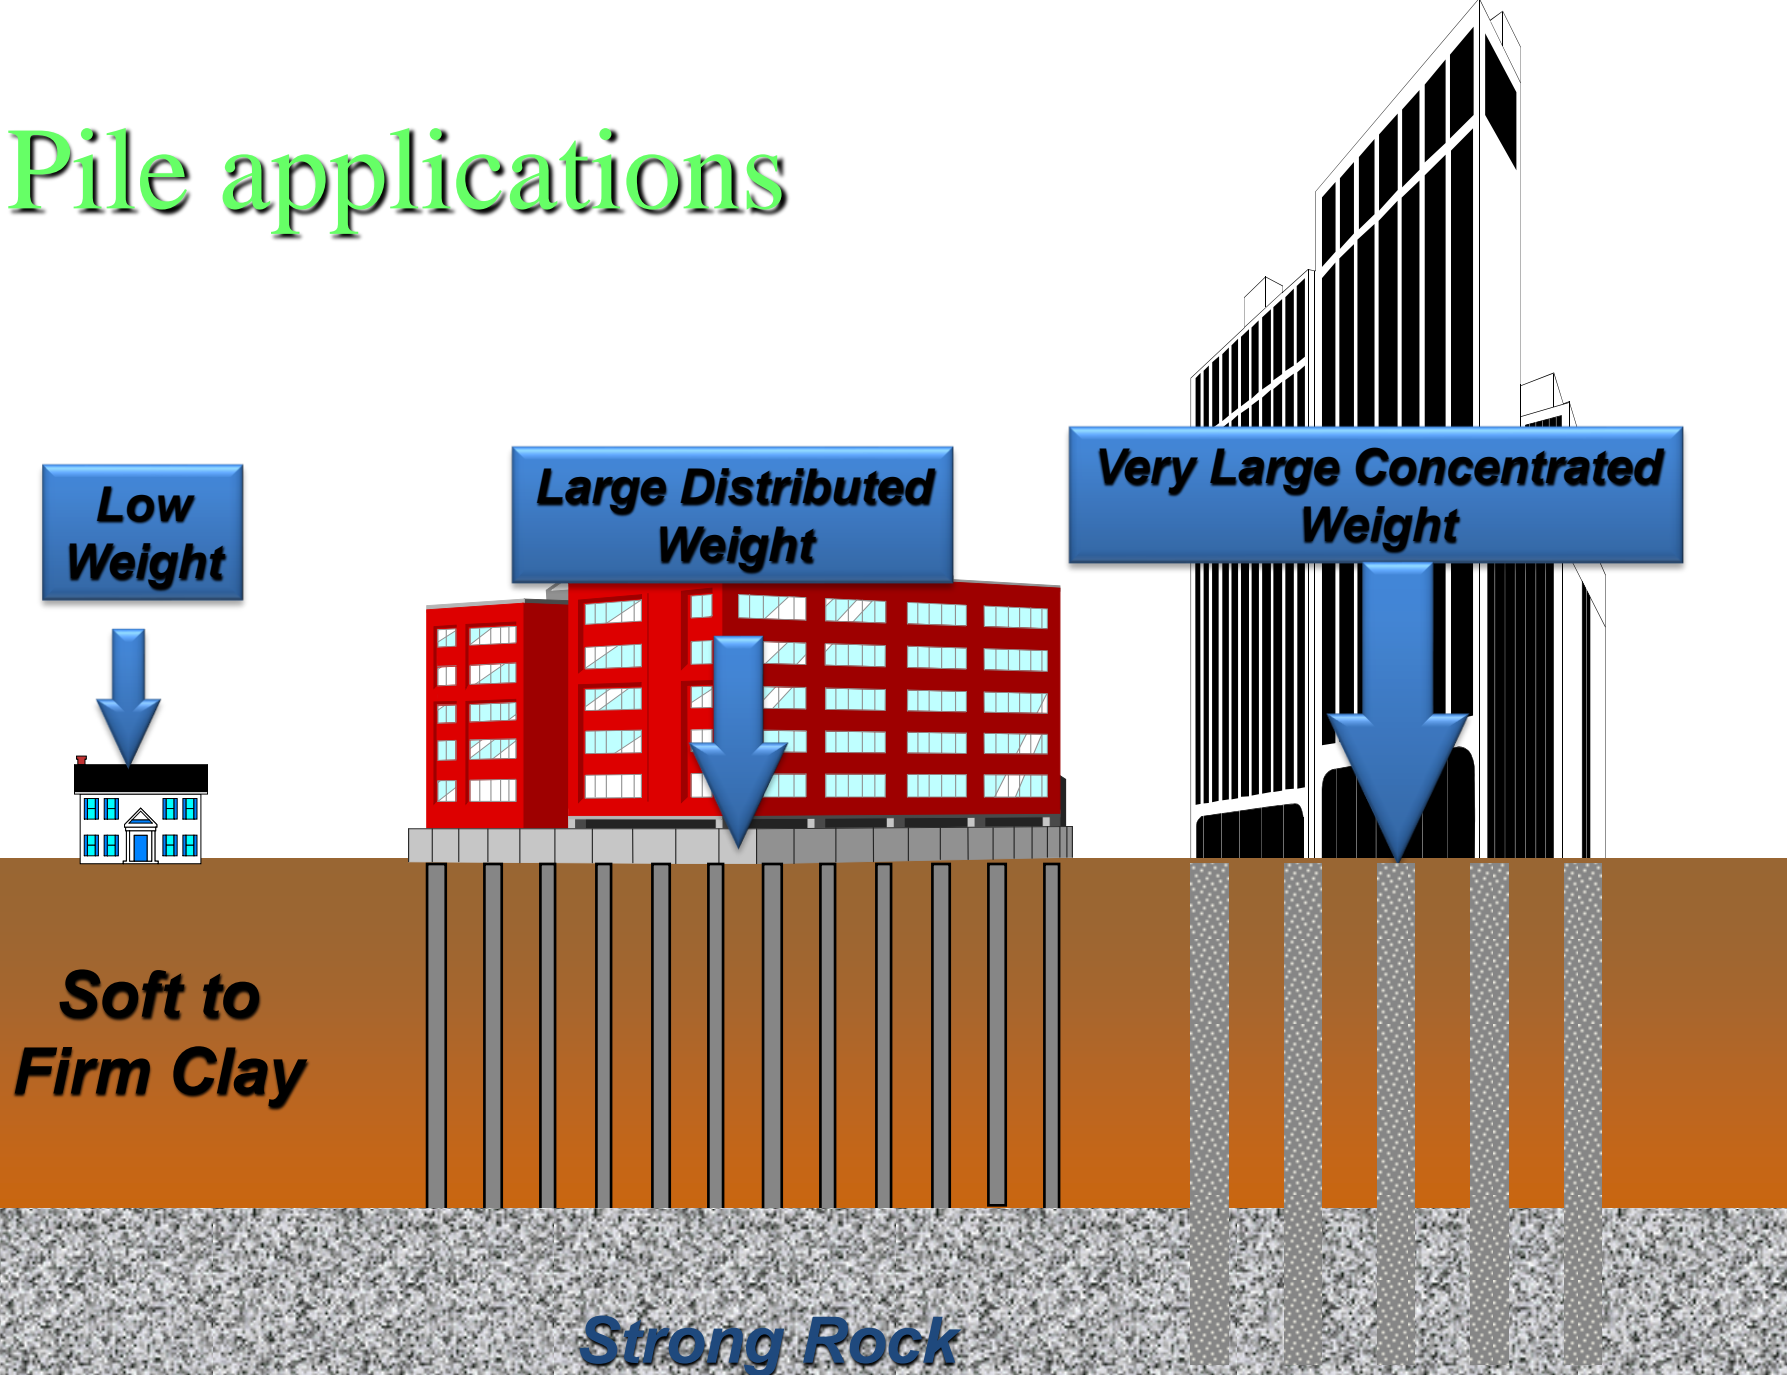 Pile applications
Low
Weight
Large Distributed
Weight
Very Large Concentrated
Weight
Soft to
Firm Clay
Strong Rock